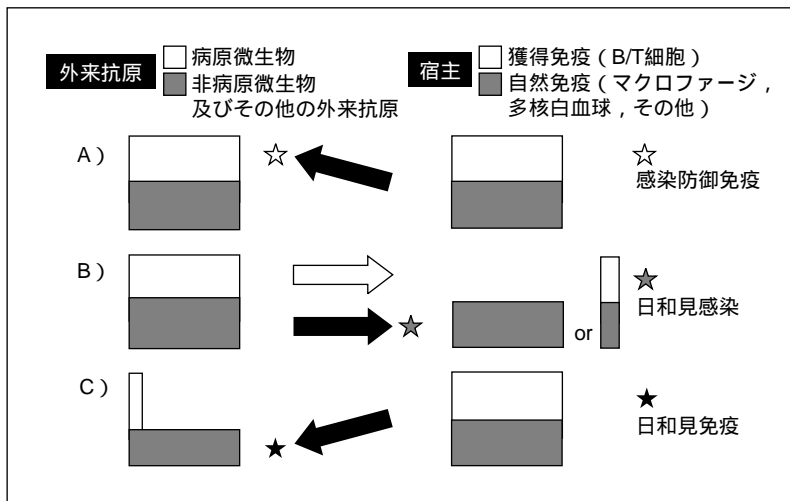 外来抗原
病原微生物
非病原微生物
及びその他の外来抗原
宿主
獲得免疫（B/T細胞）
自然免疫（マクロファージ，
多核白血球，その他）
A）
☆
☆
感染防御免疫
B）
★
or
★
日和見感染
C）
★
★
日和見免疫